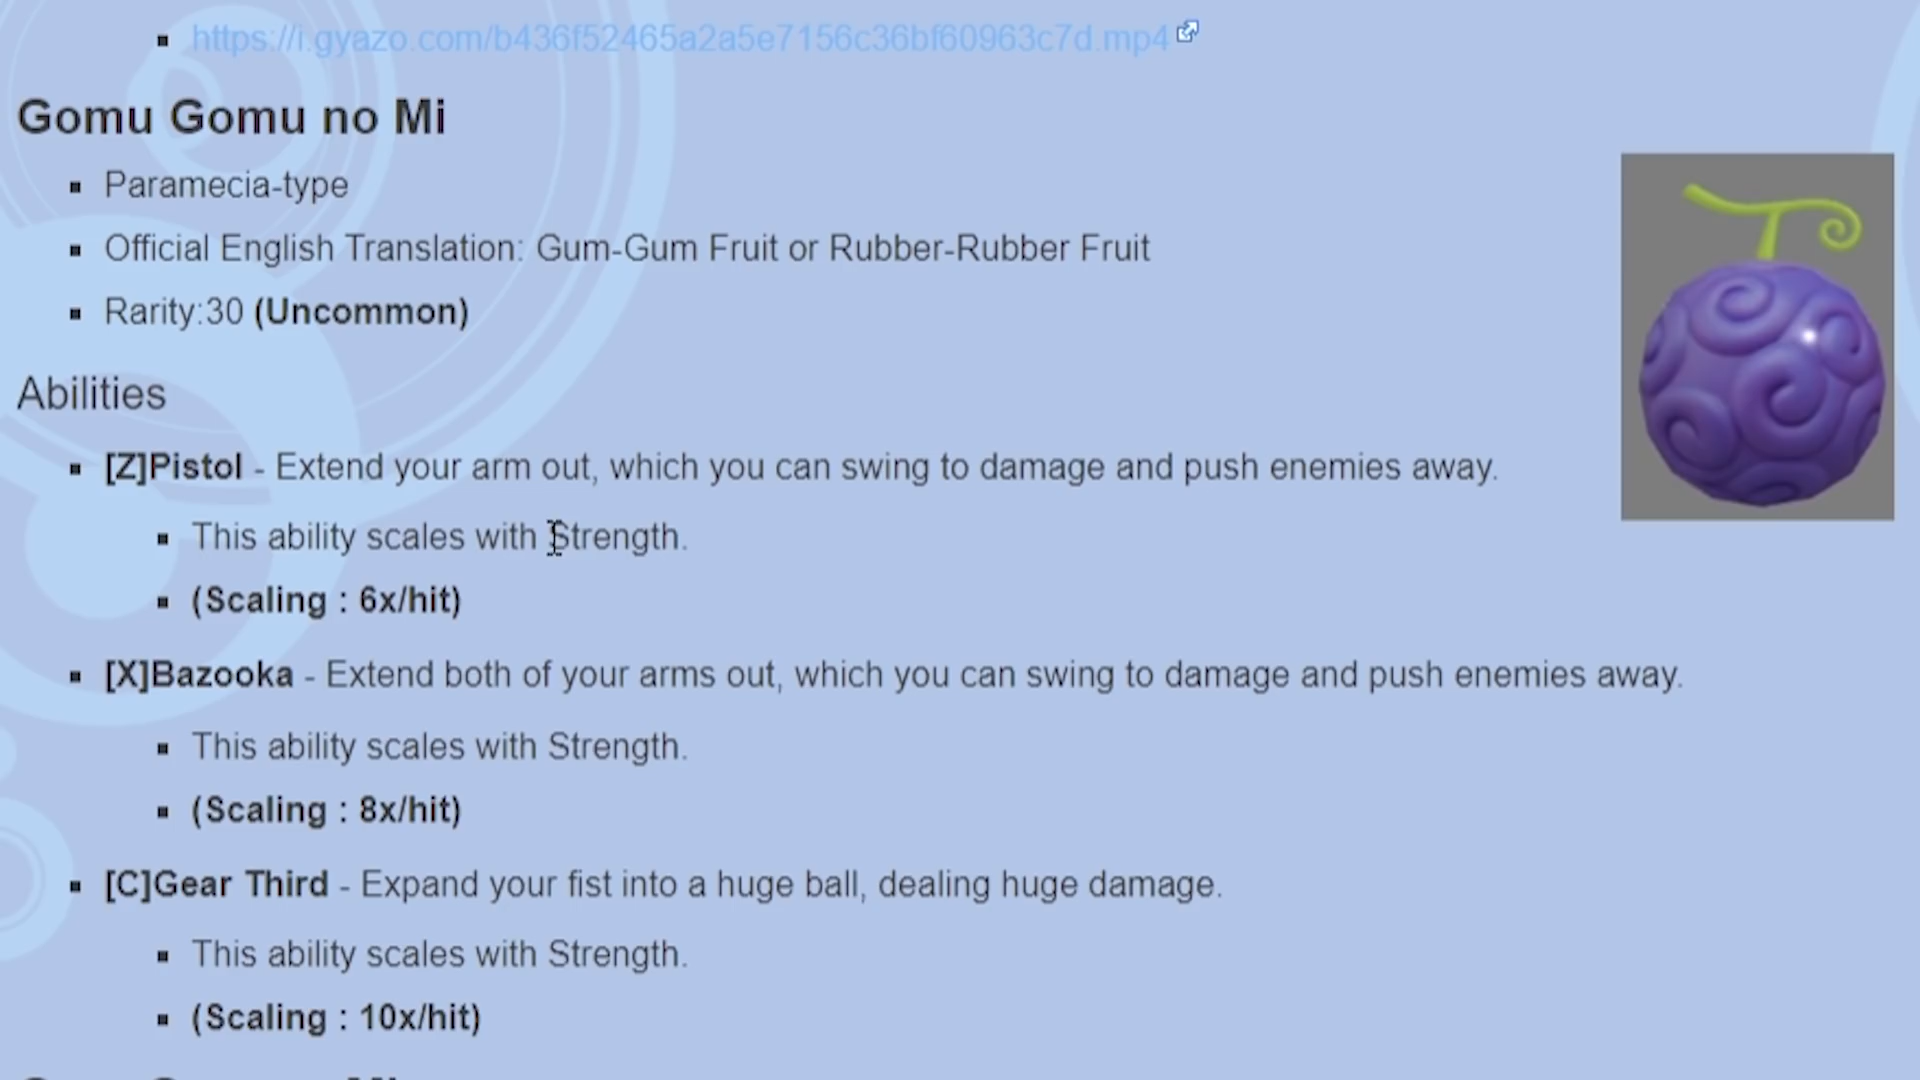 https://i.gyazo.com/b436f52465a2a5e7156c36bf60963c7d.mp4
Gomu Gomu no Mi
Paramecia-type
Official English Translation: Gum-Gum Fruit or Rubber-Rubber Fruit
Rarity:30 (Uncommon)
Abilities
[Z]Pistol - Extend your arm out, which you can swing to damage and push enemies away.
This ability scales with Strength.
(Scaling : 6x/hit)
[X]Bazooka - Extend both of your arms out, which you can swing to damage and push enemies away.
This ability scales with Strength.
(Scaling : 8x/hit)
[C]Gear Third - Expand your fist into a huge ball, dealing huge damage.
This ability scales with Strength.
(Scaling : 10x/hit)